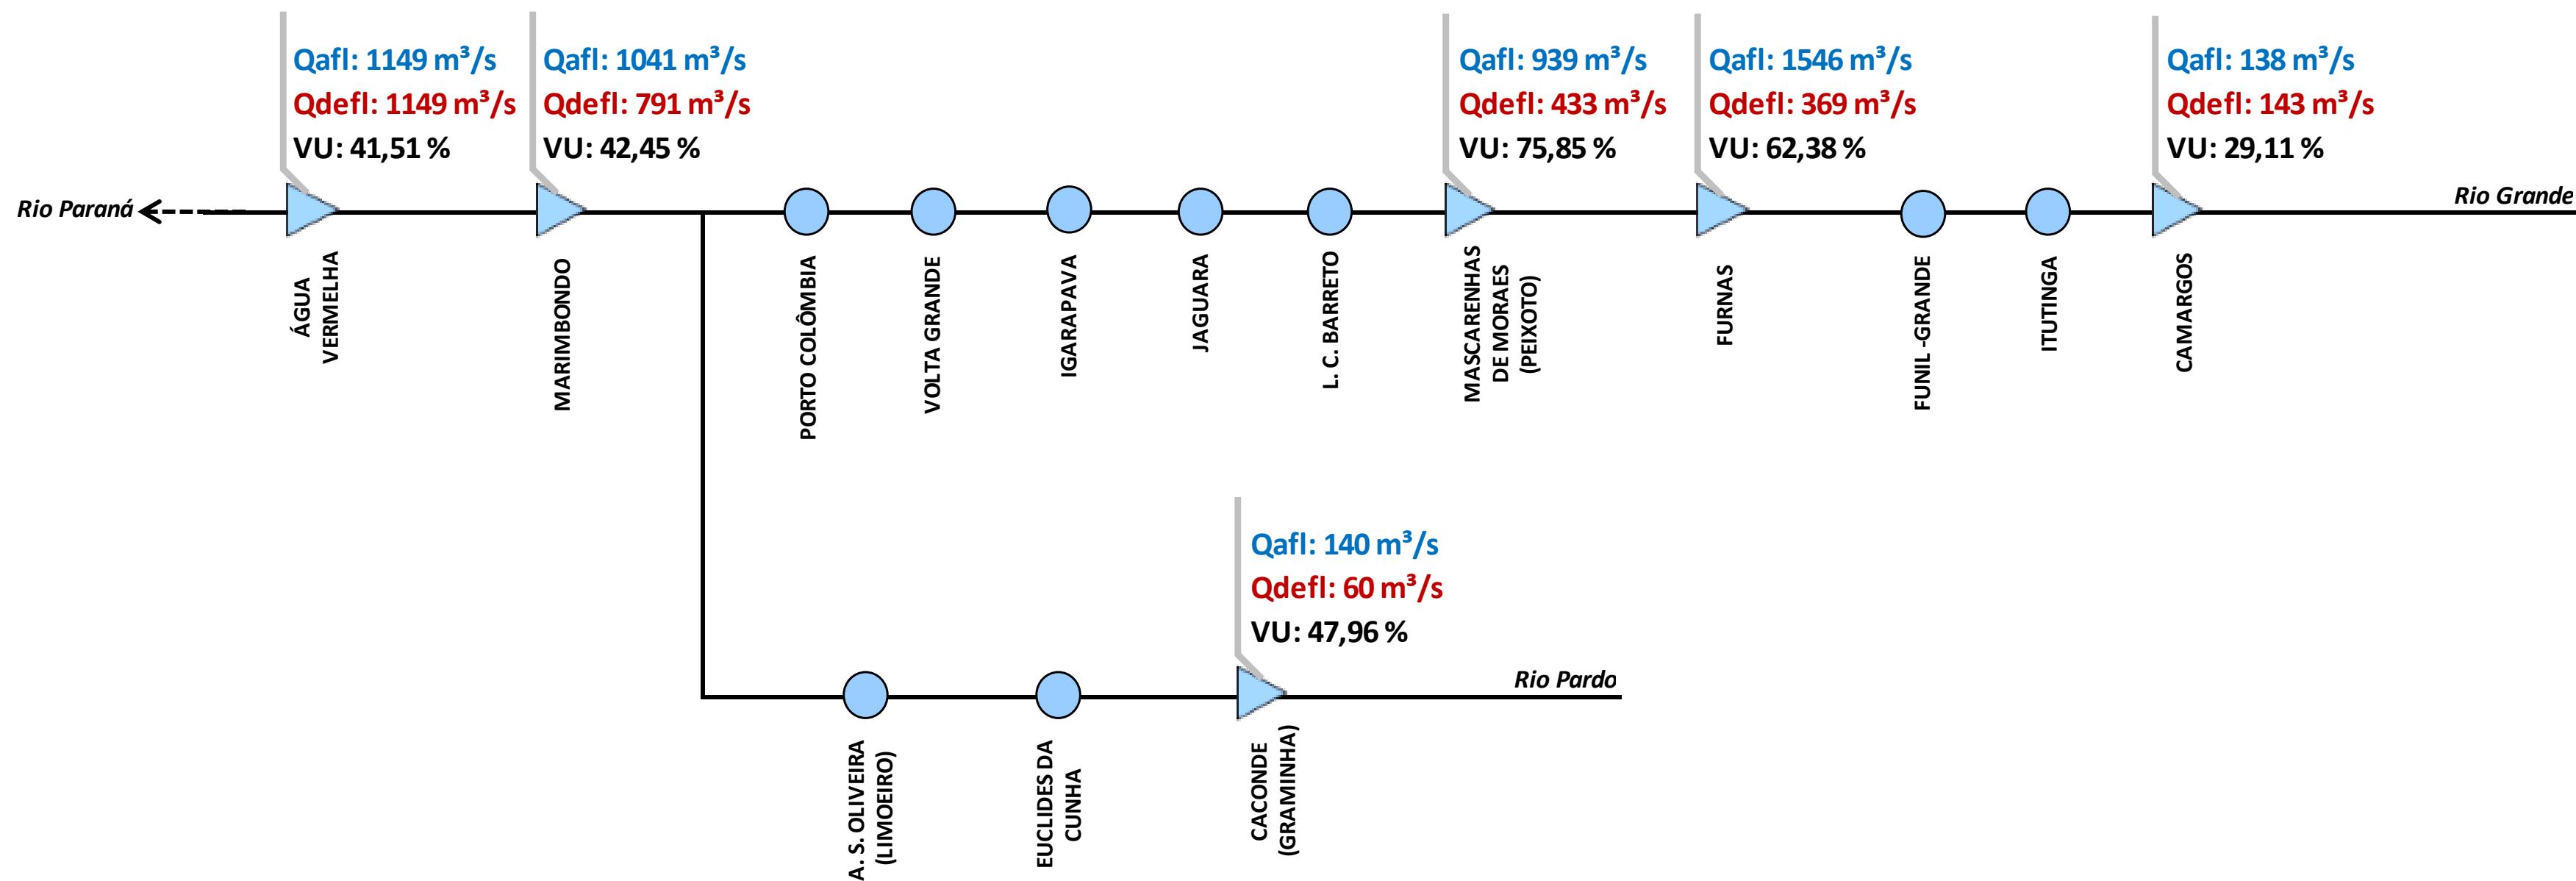 Qafl: 1149 m³/s
Qdefl: 1149 m³/s
VU: 41,51 %
Qafl: 1041 m³/s
Qdefl: 791 m³/s
VU: 42,45 %
Qafl: 939 m³/s
Qdefl: 433 m³/s
VU: 75,85 %
Qafl: 1546 m³/s
Qdefl: 369 m³/s
VU: 62,38 %
Qafl: 138 m³/s
Qdefl: 143 m³/s
VU: 29,11 %
Rio Paraná
Rio Grande
ÁGUA
VERMELHA
MARIMBONDO
PORTO COLÔMBIA
VOLTA GRANDE
IGARAPAVA
JAGUARA
L. C. BARRETO
MASCARENHAS
DE MORAES
(PEIXOTO)
FURNAS
FUNIL -GRANDE
ITUTINGA
CAMARGOS
Qafl: 140 m³/s
Qdefl: 60 m³/s
VU: 47,96 %
Rio Pardo
A. S. OLIVEIRA
(LIMOEIRO)
EUCLIDES DA
CUNHA
CACONDE
(GRAMINHA)